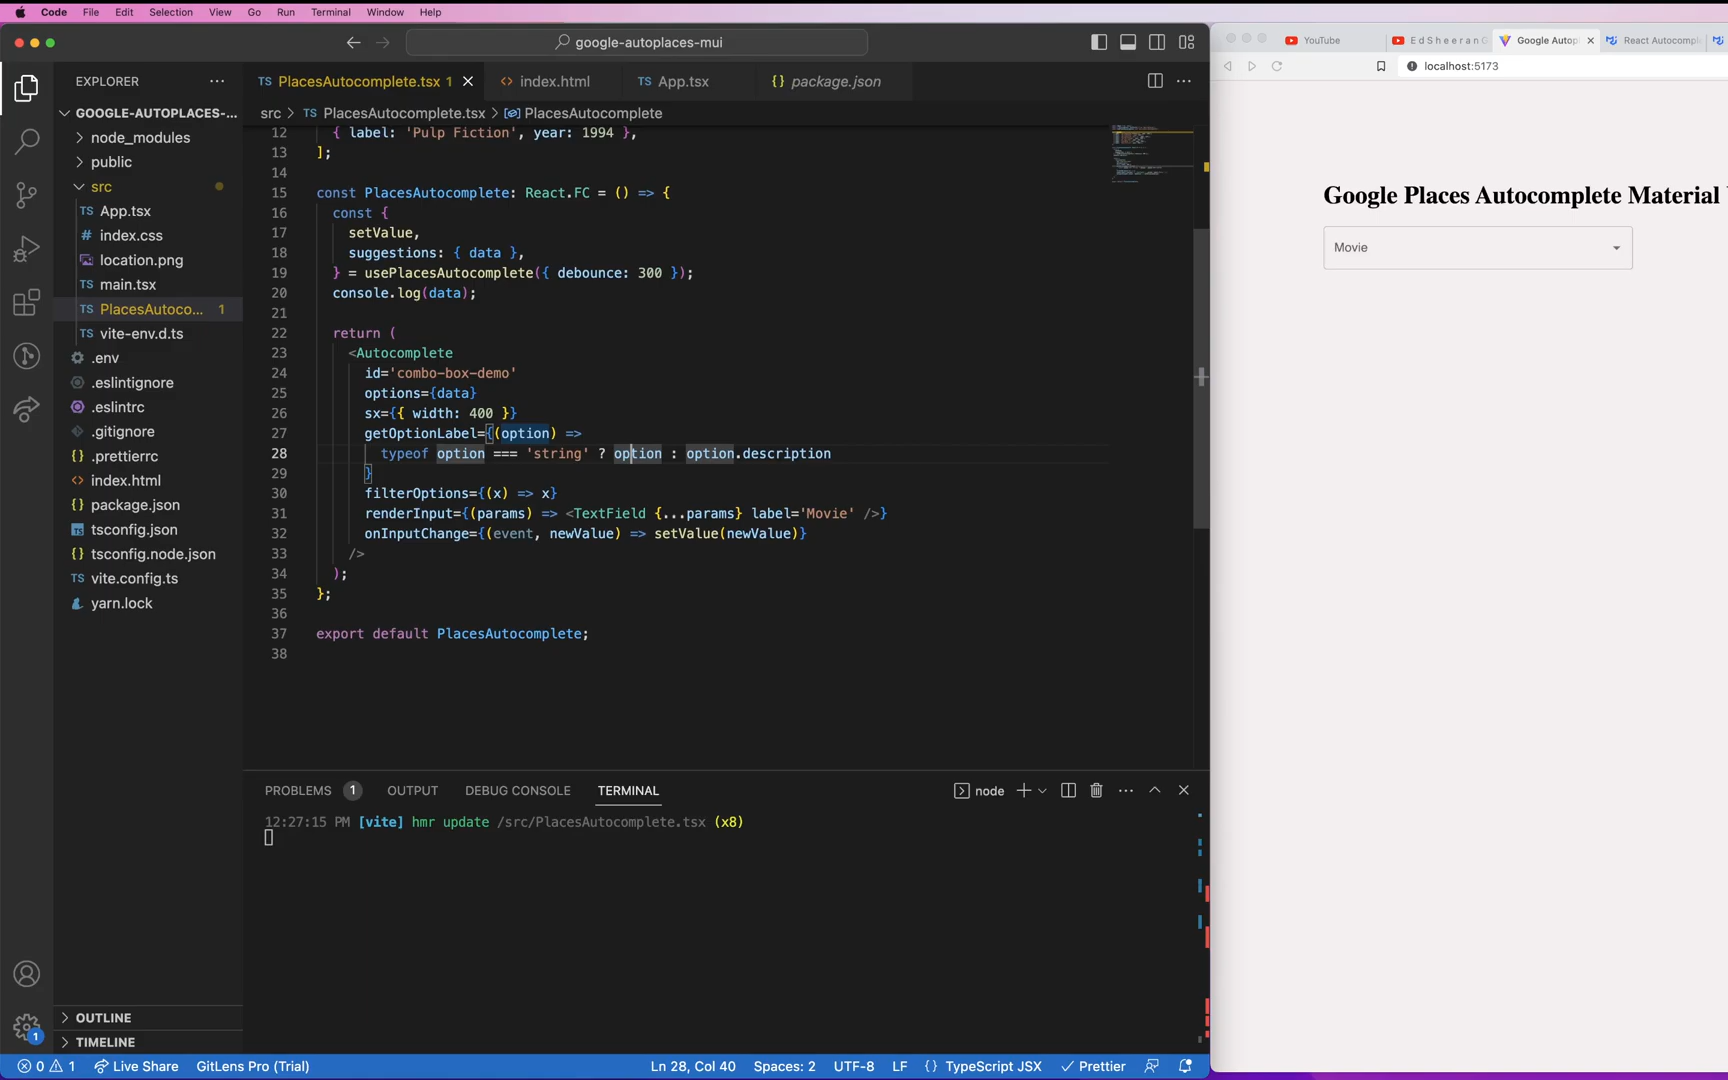 Code File Edit Selection View Go Run Terminal Window Help
google-autoplaces-mui
YouTube
EdSheeran
Google Autop
React Autocompl
localhost:5173
EXPLORER
PlacesAutocomplete.tsx 1
index.html
TS App.tsx
{} package.json
src > TS PlacesAutocomplete.tsx > PlacesAutocomplete
GOOGLE-AUTOPLACES-...
node_modules
public
src
TS App.tsx
# index.css
location.png
TS main.tsx
TS PlacesAutoco... 1
TS vite-env.d.ts
.env
.eslintignore
.eslintrc
.gitignore
{} .prettierrc
<> index.html
{} package.json
tsconfig.json
{} tsconfig.node.json
TS vite.config.ts
yarn.lock
OUTLINE
TIMELINE
12 { label: 'Pulp Fiction', year: 1994 },
13 ];
14
15 const PlacesAutocomplete: React.FC = () => {
16 const {
17 setValue,
18 suggestions: { data },
19 } = usePlacesAutocomplete({ debounce: 300 });
20 console.log(data);
21
22 return (
23 <Autocomplete
24 id='combo-box-demo'
25 options={data}
26 sx={{ width: 400 }}
27 getOptionLabel={(option) =>
28 typeof option === 'string' ? option : option.description
29 }
30 filterOptions={(x) => x}
31 renderInput={(params) => <TextField {...params} label='Movie' />}
32 onInputChange={(event, newValue) => setValue(newValue)}
33 />
34 );
35 };
36
37 export default PlacesAutocomplete;
38
PROBLEMS 1 OUTPUT DEBUG CONSOLE TERMINAL
node
12:27:15 PM [vite] hmr update /src/PlacesAutocomplete.tsx (x8)
1
0 1 Live Share GitLens Pro (Trial)
Ln 28, Col 40 Spaces: 2 UTF-8 LF {} TypeScript JSX Prettier
Google Places Autocomplete Material
Movie